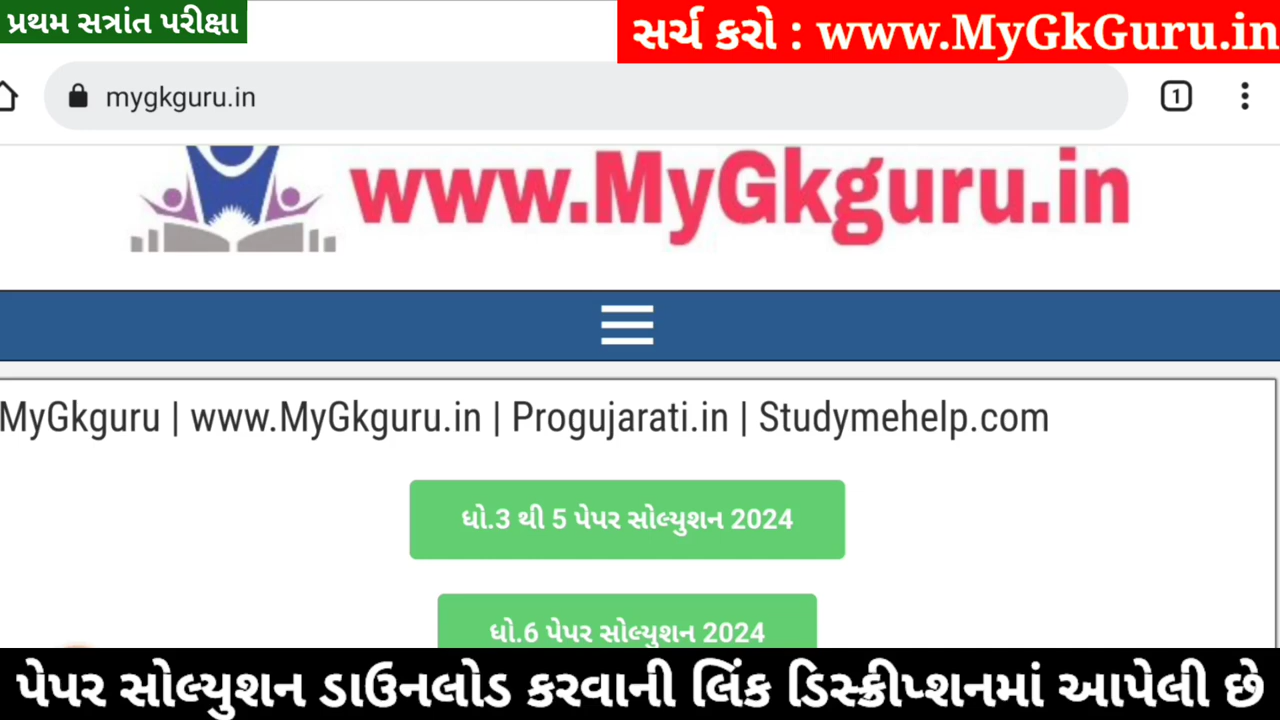 પ્રથમ સત્રાંત પરીક્ષા
સર્ચ કરો : www.MyGkGuru.in
mygkguru.in
1
www.MyGkguru.in
MyGkguru | www.MyGkguru.in | Progujarati.in | Studymehelp.com
ધો.3 થી 5 પેપર સોલ્યુશન 2024
ધો.6 પેપર સોલ્યુશન 2024
પેપર સોલ્યુશન ડાઉનલોડ કરવાની લિંક ડિસ્ક્રીપ્શનમાં આપેલી છે